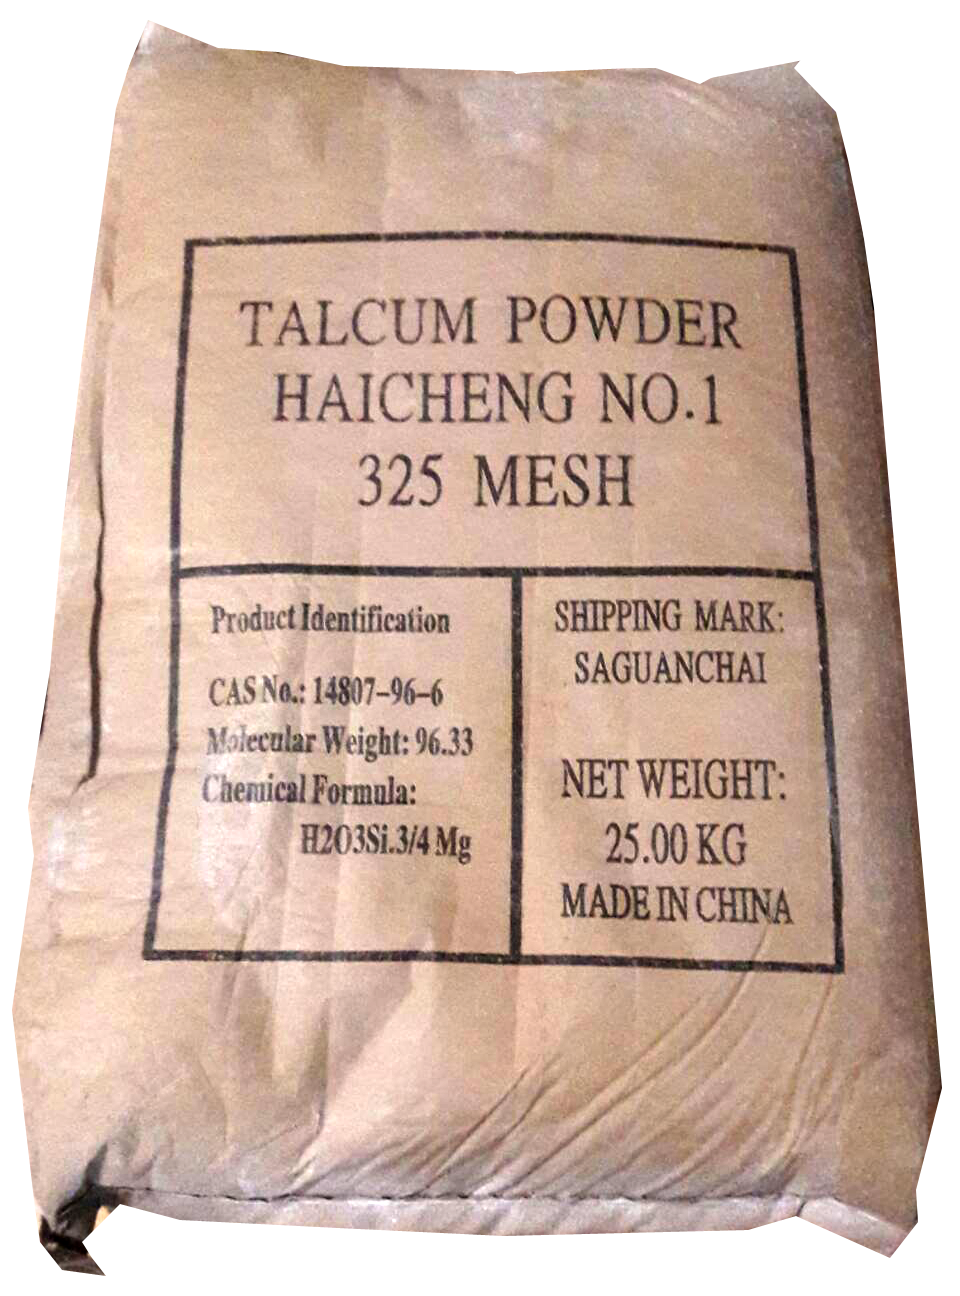 TALCUM POWDER
HAICHENG NO.1
325 MESH
Product Identification
CAS No.: 14807-96-6
Molecular Weight: 96.33
Chemical Formula:
H2O3Si.3/4 Mg
SHIPPING MARK:
SAGUANCHAI
NET WEIGHT:
25.00 KG
MADE IN CHINA